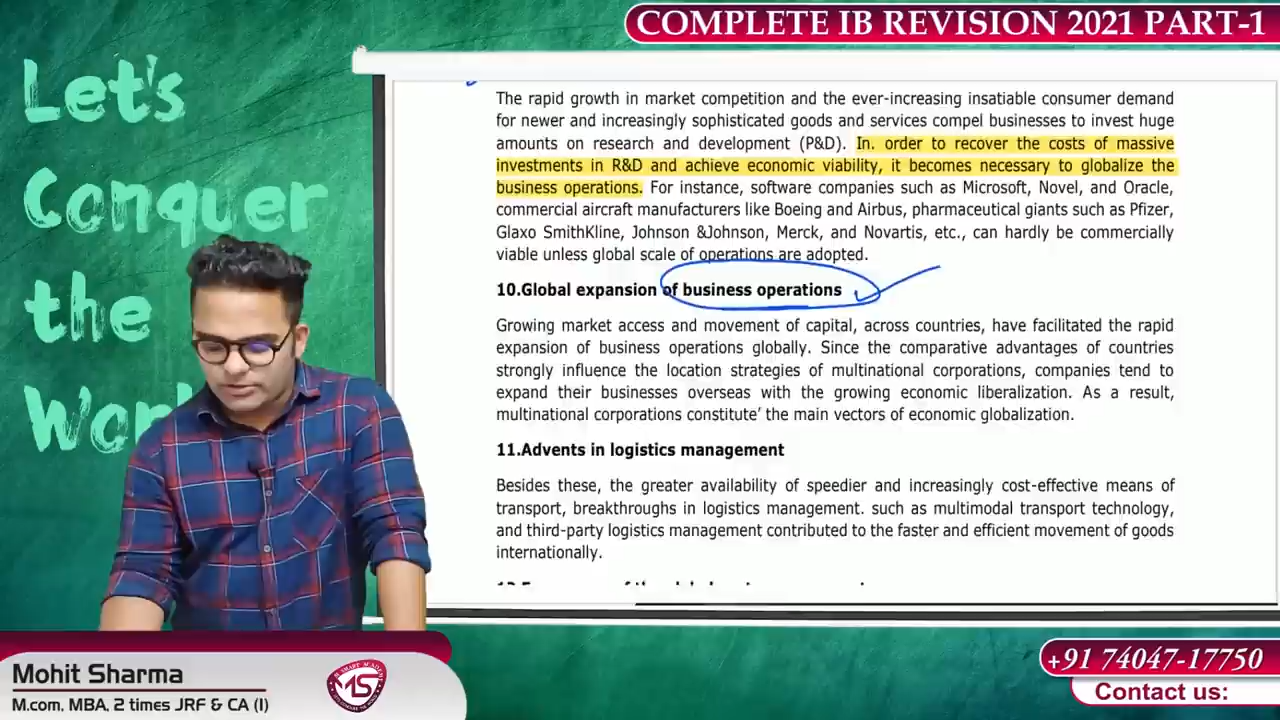 COMPLETE IB REVISION 2021 PART-1
Let's
Conquer
the
The rapid growth in market competition and the ever-increasing insatiable consumer demand
for newer and increasingly sophisticated goods and services compel businesses to invest huge
amounts on research and development (P&D). In. order to recover the costs of massive
investments in R&D and achieve economic viability, it becomes necessary to globalize the
business operations. For instance, software companies such as Microsoft, Novel, and Oracle,
commercial aircraft manufacturers like Boeing and Airbus, pharmaceutical giants such as Pfizer,
Glaxo SmithKline, Johnson &Johnson, Merck, and Novartis, etc., can hardly be commercially
viable unless global scale of operations are adopted.
10.Global expansion of business operations
Growing market access and movement of capital, across countries, have facilitated the rapid
expansion of business operations globally. Since the comparative advantages of countries
strongly influence the location strategies of multinational corporations, companies tend to
expand their businesses overseas with the growing economic liberalization. As a result,
multinational corporations constitute' the main vectors of economic globalization.
11.Advents in logistics management
Besides these, the greater availability of speedier and increasingly cost-effective means of
transport, breakthroughs in logistics management. such as multimodal transport technology,
and third-party logistics management contributed to the faster and efficient movement of goods
internationally.
Mohit Sharma
M.com, MBA, 2 times JRF & CA (I)
MS
+91 74047-17750
Contact us: